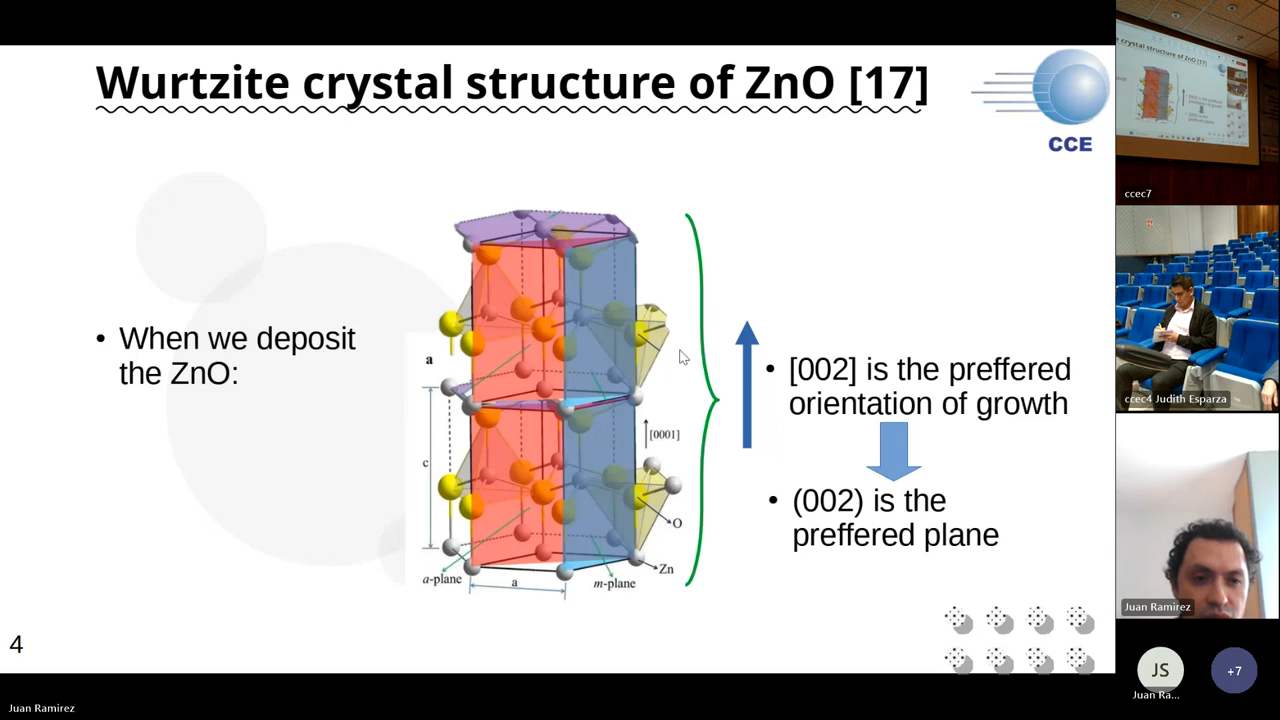 Wurtzite crystal structure of ZnO [17]
CCE
• When we deposit
the ZnO:
a
c
[0001]
O
Zn
a-plane
a
m-plane
• [002] is the preffered
orientation of growth
• (002) is the
preffered plane
4
Juan Ramirez
ccec7
ccec4 Judith Esparza
Juan Ramirez
JS
Juan Ra...
+7